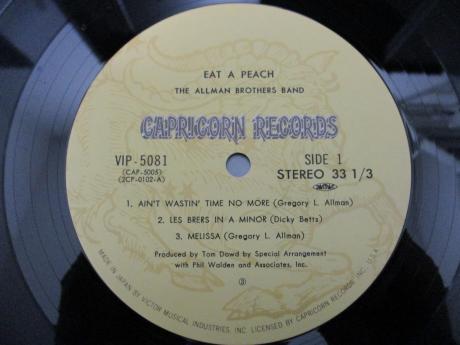 EAT A PEACH
THE ALLMAN BROTHERS BAND
CAPRICORN RECORDS
VIP-5081
(CAP-5005)
(2CP-0102-A)
SIDE 1
STEREO 33 1/3
1. AIN'T WASTIN' TIME NO MORE (Gregory L. Allman)
2. LES BRERS IN A MINOR (Dicky Betts)
3. MELISSA (Gregory L. Allman)
Produced by Tom Dowd by Special Arrangement
with Phil Walden and Associates, Inc.
③
MADE IN JAPAN BY VICTOR MUSICAL INDUSTRIES, INC. LICENSED BY CAPRICORN RECORDS INC., U.S.A.